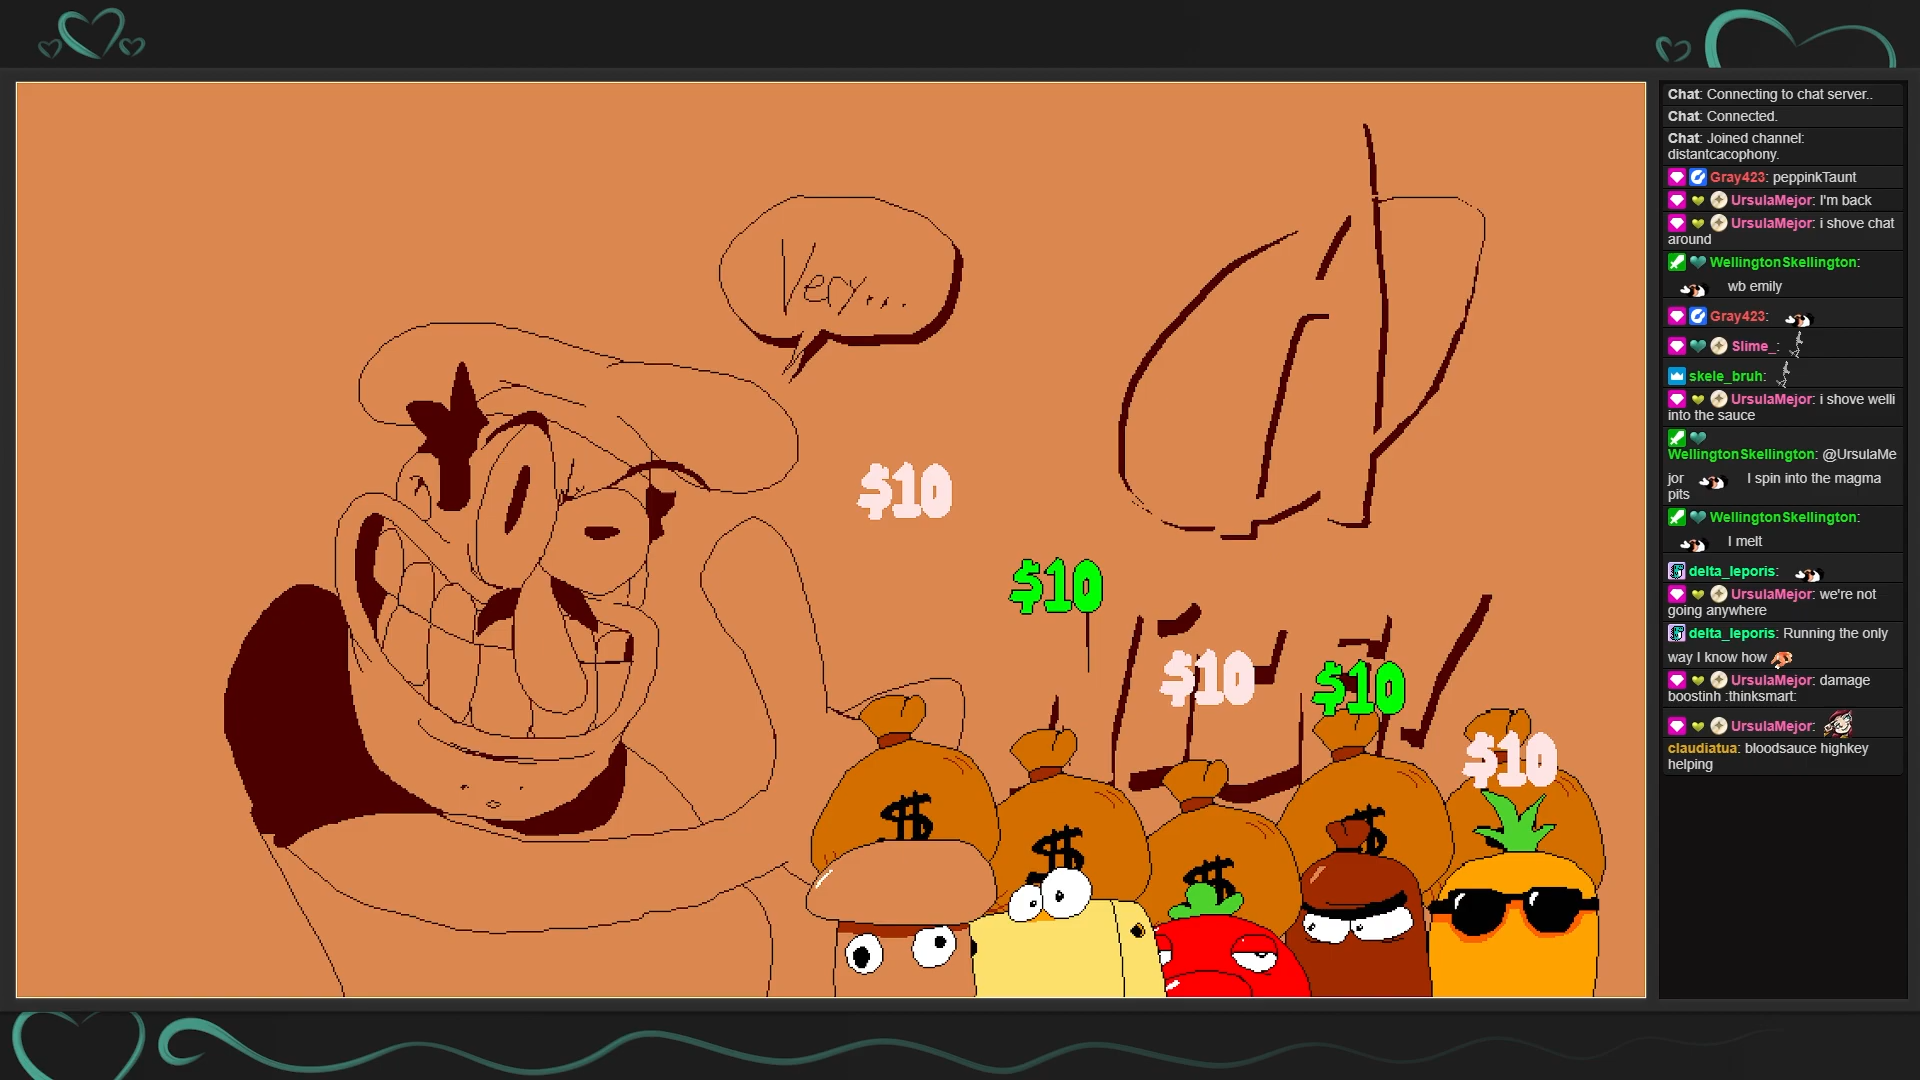 Very...
$10
$10
$10
$10
$10
$
$
$
$
Chat: Connecting to chat server..
Chat: Connected.
Chat: Joined channel:
distantcacophony.
Gray423: peppinkTaunt
UrsulaMejor: I'm back
UrsulaMejor: i shove chat
around
WellingtonSkellington:
wb emily
Gray423:
Slime_:
skele_bruh:
UrsulaMejor: i shove welli
into the sauce
WellingtonSkellington: @UrsulaMe
jor I spin into the magma
pits
WellingtonSkellington:
I melt
delta_leporis:
UrsulaMejor: we're not
going anywhere
delta_leporis: Running the only
way I know how
UrsulaMejor: damage
boostinh :thinksmart:
UrsulaMejor:
claudiatua: bloodsauce highkey
helping